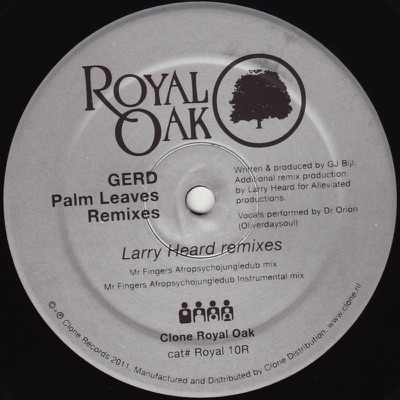 ROYAL
OAK
GERD
Palm Leaves
Remixes
Written & produced by GJ Bijl.
Additional remix production
by Larry Heard for Alleviated
productions.
Vocals performed by Dr Orion
(Oliverdaysoul)
Larry Heard remixes
Mr Fingers Afropsychojungledub mix
Mr Fingers Afropsychojungledub Instrumental mix
Clone Royal Oak
cat# Royal 10R
© + ℗ Clone Records 2011. Manufactured and Distributed by Clone Distribution. www.clone.nl